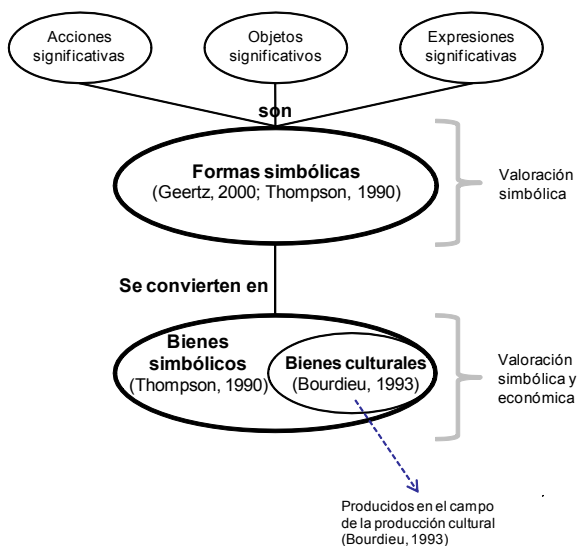 Acciones
significativas
Objetos
significativos
Expresiones
significativas
son
Formas simbólicas
(Geertz, 2000; Thompson, 1990)
Valoración
simbólica
Se convierten en
Bienes
simbólicos
(Thompson, 1990)
Bienes culturales
(Bourdieu, 1993)
Valoración
simbólica y
económica
Producidos en el campo
de la producción cultural
(Bourdieu, 1993)